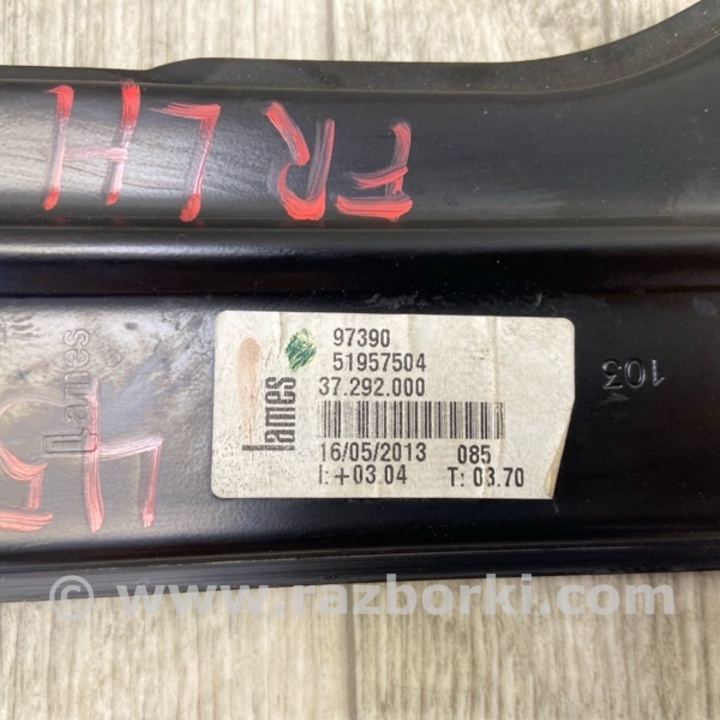 FR LH
97390
51957504
37.292.000
Lames
16/05/2013 085
I: +03.04 T: 03.70
103
Lames
© www.razborki.com